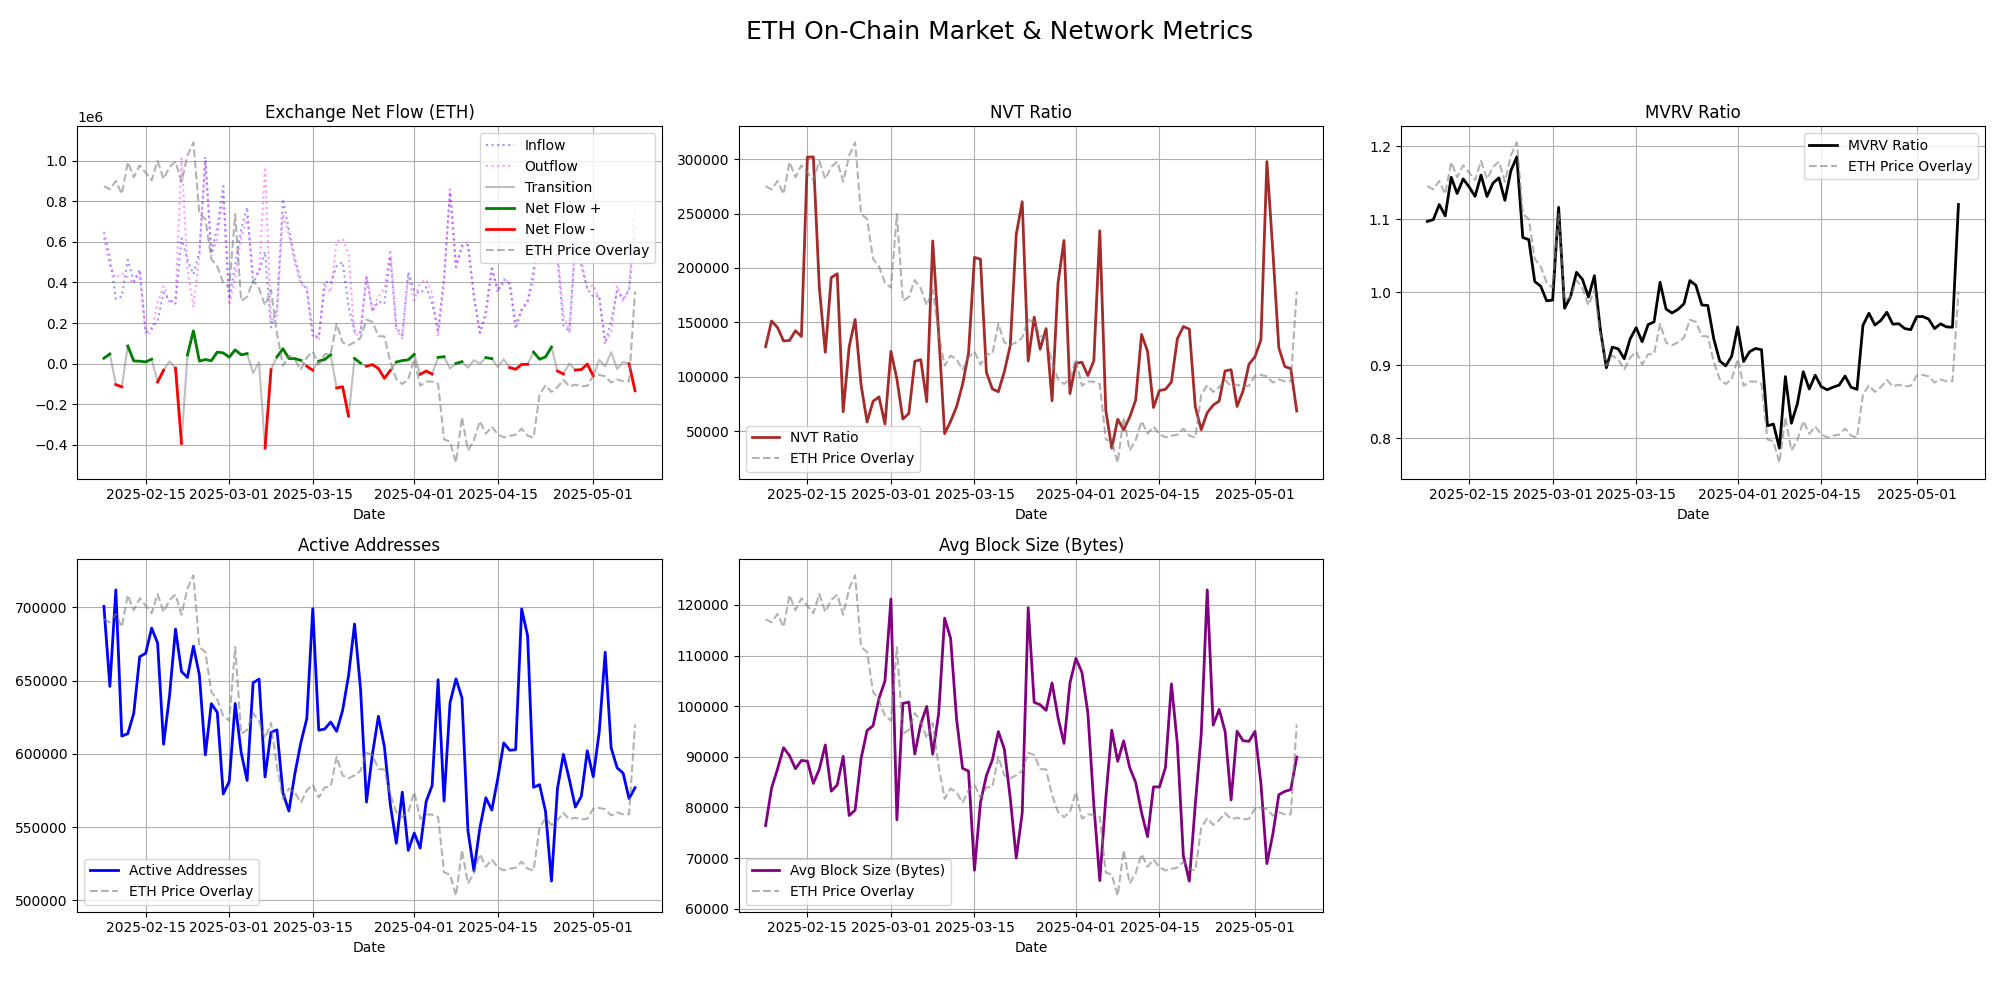 ETH On-Chain Market & Network Metrics
Exchange Net Flow (ETH)
1e6
1.0
0.8
0.6
0.4
0.2
0.0
−0.2
−0.4
Inflow
Outflow
Transition
Net Flow +
Net Flow -
ETH Price Overlay
2025-02-15 2025-03-01 2025-03-15 2025-04-01 2025-04-15 2025-05-01
Date
NVT Ratio
300000
250000
200000
150000
100000
50000
NVT Ratio
ETH Price Overlay
2025-02-15 2025-03-01 2025-03-15 2025-04-01 2025-04-15 2025-05-01
Date
MVRV Ratio
1.2
1.1
1.0
0.9
0.8
MVRV Ratio
ETH Price Overlay
2025-02-15 2025-03-01 2025-03-15 2025-04-01 2025-04-15 2025-05-01
Date
Active Addresses
700000
650000
600000
550000
500000
Active Addresses
ETH Price Overlay
2025-02-15 2025-03-01 2025-03-15 2025-04-01 2025-04-15 2025-05-01
Date
Avg Block Size (Bytes)
120000
110000
100000
90000
80000
70000
60000
Avg Block Size (Bytes)
ETH Price Overlay
2025-02-15 2025-03-01 2025-03-15 2025-04-01 2025-04-15 2025-05-01
Date